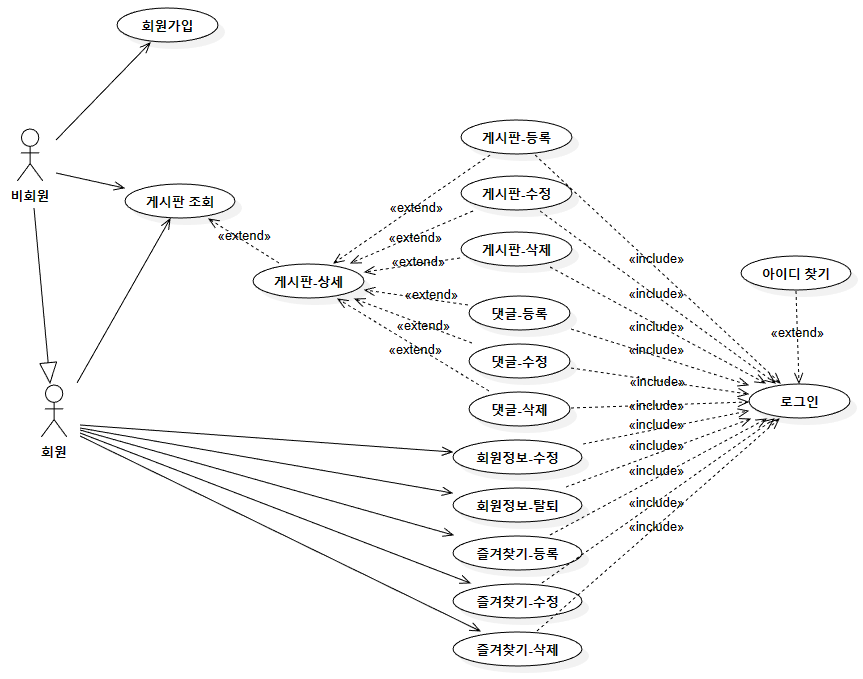 회원가입
비회원
게시판 조회
«extend»
게시판-상세
게시판-등록
게시판-수정
게시판-삭제
댓글-등록
댓글-수정
댓글-삭제
«extend»
«extend»
«extend»
«extend»
«extend»
«extend»
회원
회원정보-수정
회원정보-탈퇴
즐겨찾기-등록
즐겨찾기-수정
즐겨찾기-삭제
«include»
«include»
«include»
«include»
«include»
«include»
«include»
«include»
«include»
«include»
«include»
아이디 찾기
«extend»
로그인